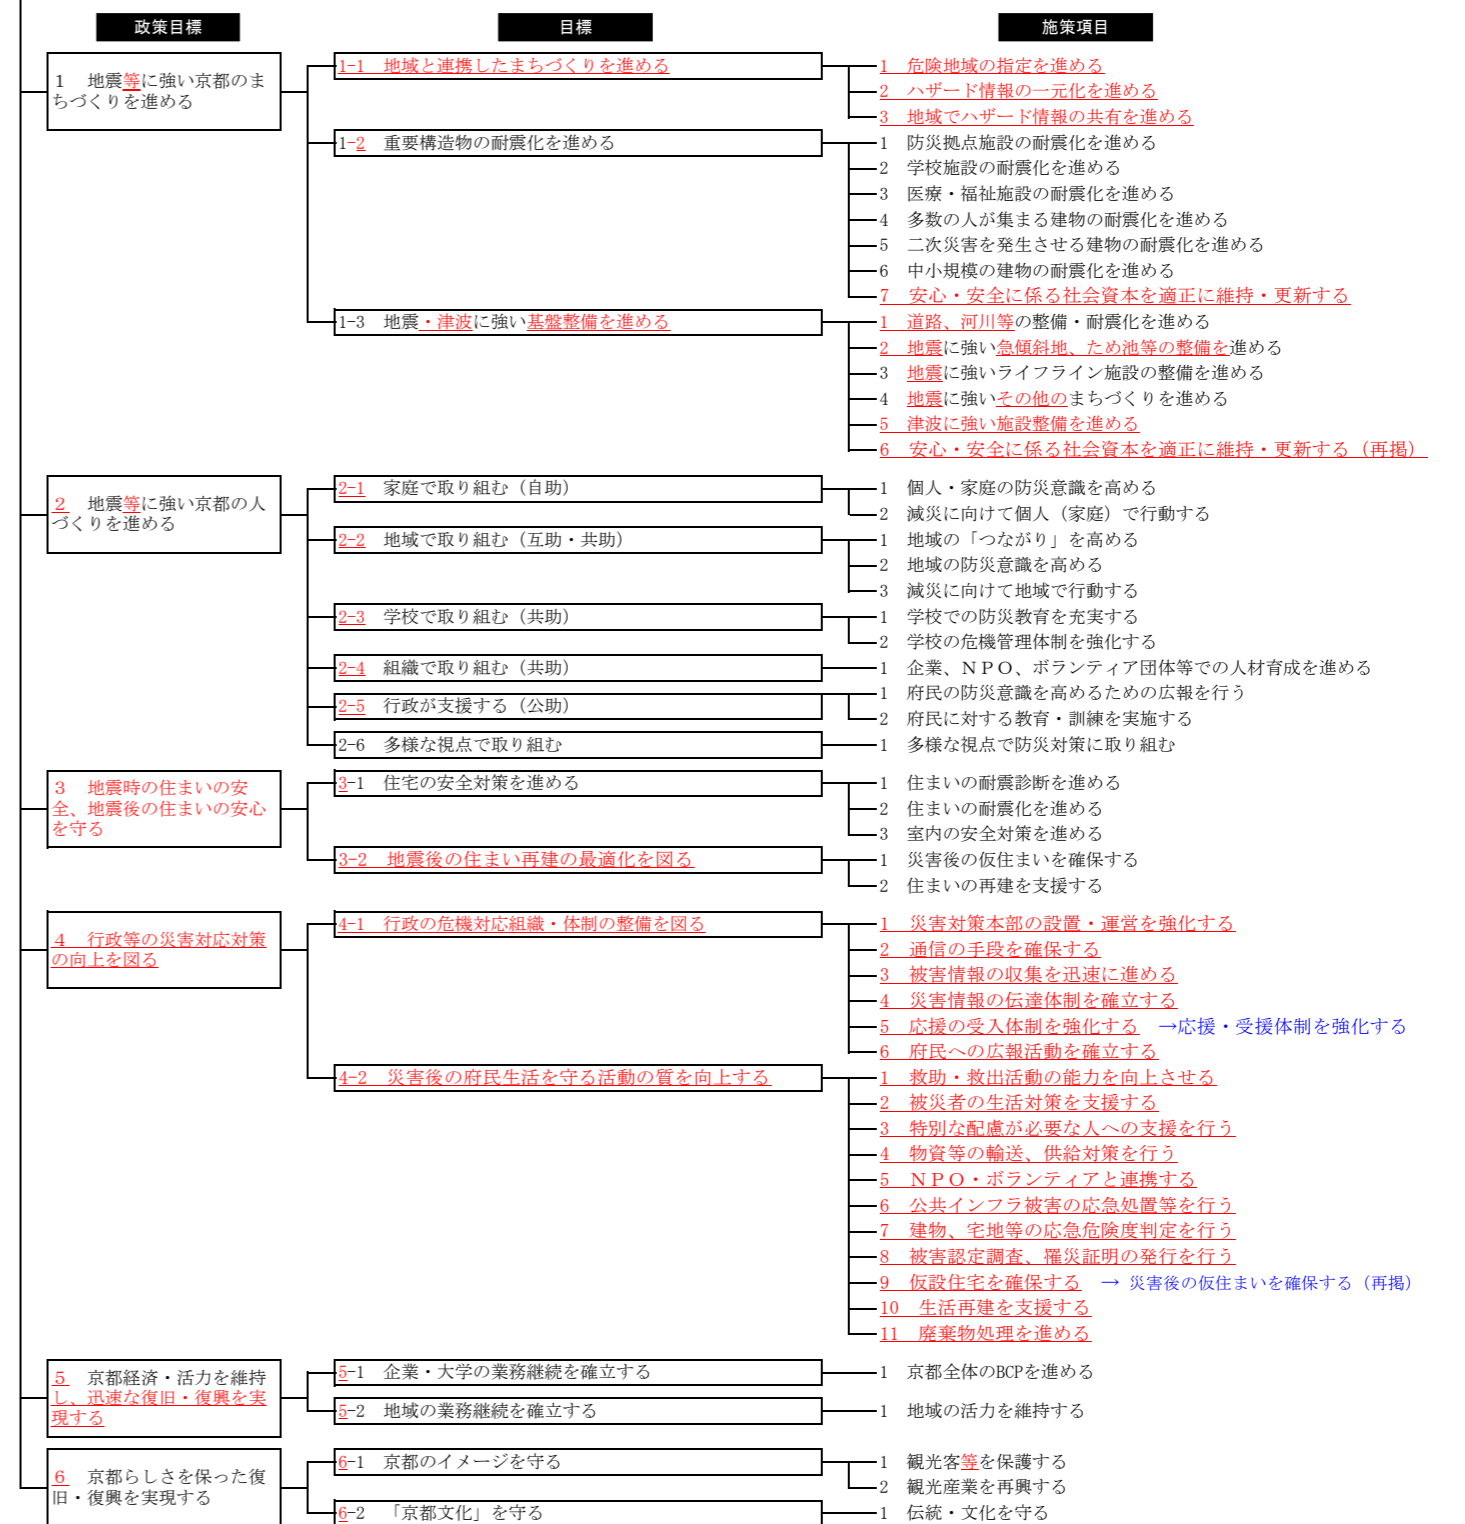 政策目標
目標
施策項目
１　地震等に強い京都のま
ちづくりを進める
1-1　地域と連携したまちづくりを進める
1　危険地域の指定を進める
2　ハザード情報の一元化を進める
3　地域でハザード情報の共有を進める
1-2　重要構造物の耐震化を進める
1　防災拠点施設の耐震化を進める
2　学校施設の耐震化を進める
3　医療・福祉施設の耐震化を進める
4　多数の人が集まる建物の耐震化を進める
5　二次災害を発生させる建物の耐震化を進める
6　中小規模の建物の耐震化を進める
7　安心・安全に係る社会資本を適正に維持・更新する
1-3　地震・津波に強い基盤整備を進める
1　道路、河川等の整備・耐震化を進める
2　地震に強い急傾斜地、ため池等の整備を進める
3　地震に強いライフライン施設の整備を進める
4　地震に強いその他のまちづくりを進める
5　津波に強い施設整備を進める
6　安心・安全に係る社会資本を適正に維持・更新する（再掲）
２　地震等に強い京都の人
づくりを進める
2-1　家庭で取り組む（自助）
1　個人・家庭の防災意識を高める
2　減災に向けて個人（家庭）で行動する
2-2　地域で取り組む（互助・共助）
1　地域の「つながり」を高める
2　地域の防災意識を高める
3　減災に向けて地域で行動する
2-3　学校で取り組む（共助）
1　学校での防災教育を充実する
2　学校の危機管理体制を強化する
2-4　組織で取り組む（共助）
1　企業、ＮＰＯ、ボランティア団体等での人材育成を進める
2-5　行政が支援する（公助）
1　府民の防災意識を高めるための広報を行う
2　府民に対する教育・訓練を実施する
2-6　多様な視点で取り組む
1　多様な視点で防災対策に取り組む
３　地震時の住まいの安
全、地震後の住まいの安心
を守る
3-1　住宅の安全対策を進める
1　住まいの耐震診断を進める
2　住まいの耐震化を進める
3　室内の安全対策を進める
3-2　地震後の住まい再建の最適化を図る
1　災害後の仮住まいを確保する
2　住まいの再建を支援する
４　行政等の災害対応対策
の向上を図る
4-1　行政の危機対応組織・体制の整備を図る
1　災害対策本部の設置・運営を強化する
2　通信の手段を確保する
3　被害情報の収集を迅速に進める
4　災害情報の伝達体制を確立する
5　応援の受入体制を強化する　→応援・受援体制を強化する
6　府民への広報活動を確立する
4-2　災害後の府民生活を守る活動の質を向上する
1　救助・救出活動の能力を向上させる
2　被災者の生活対策を支援する
3　特別な配慮が必要な人への支援を行う
4　物資等の輸送、供給対策を行う
5　ＮＰＯ・ボランティアと連携する
6　公共インフラ被害の応急処置等を行う
7　建物、宅地等の応急危険度判定を行う
8　被害認定調査、罹災証明の発行を行う
9　仮設住宅を確保する　→ 災害後の仮住まいを確保する（再掲）
10　生活再建を支援する
11　廃棄物処理を進める
５　京都経済・活力を維持
し、迅速な復旧・復興を実
現する
5-1　企業・大学の業務継続を確立する
1　京都全体のBCPを進める
5-2　地域の業務継続を確立する
1　地域の活力を維持する
６　京都らしさを保った復
旧・復興を実現する
6-1　京都のイメージを守る
1　観光客等を保護する
2　観光産業を再興する
6-2　「京都文化」を守る
1　伝統・文化を守る